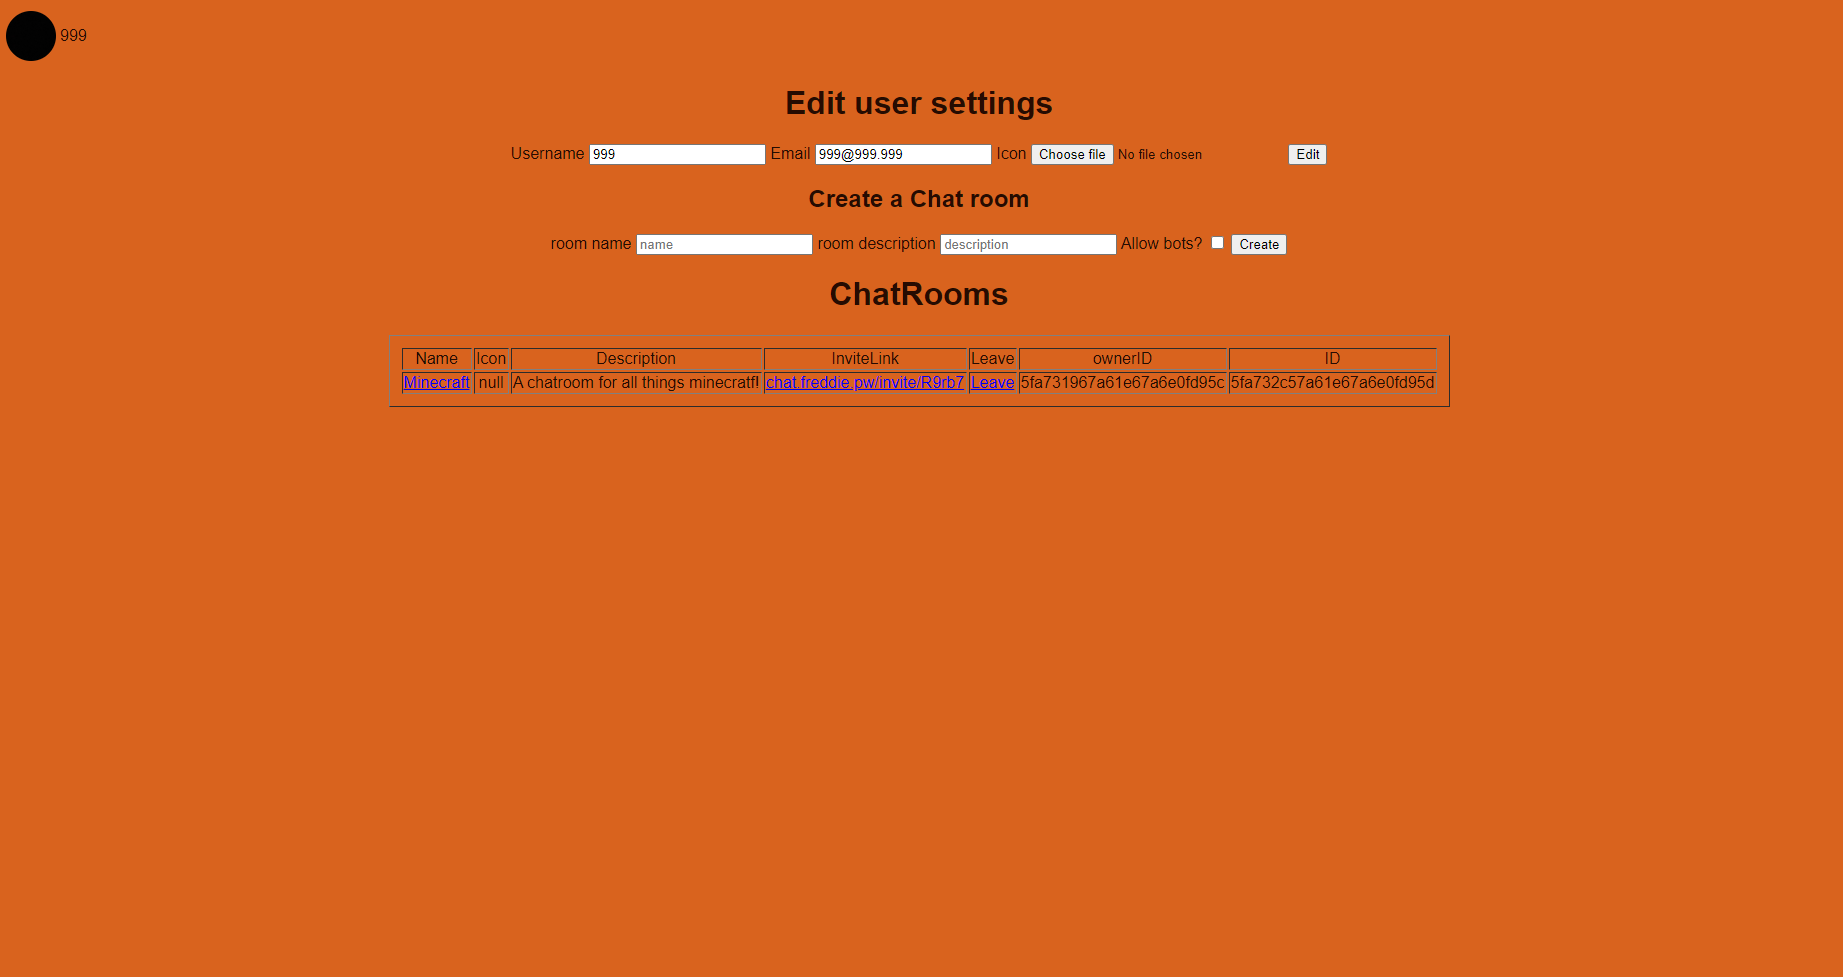 999
Edit user settings
Username 999 Email 999@999.999 Icon Choose file No file chosen Edit
Create a Chat room
room name name room description description Allow bots? Create
ChatRooms
Name Icon Description InviteLink Leave ownerID ID
Minecraft null A chatroom for all things minecratf! chat.freddie.pw/invite/R9rb7 Leave 5fa731967a61e67a6e0fd95c 5fa732c57a61e67a6e0fd95d